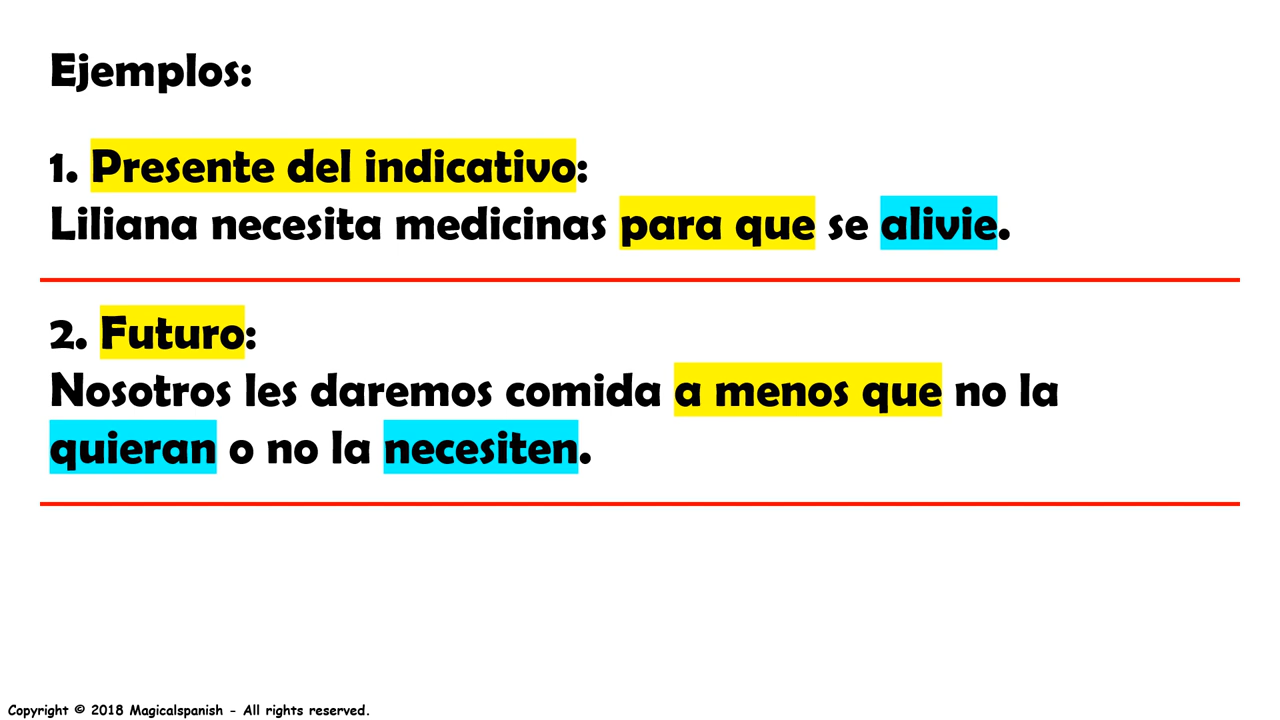 Ejemplos:
1. Presente del indicativo:
Liliana necesita medicinas para que se alivie.
2. Futuro:
Nosotros les daremos comida a menos que no la
quieran o no la necesiten.
Copyright © 2018 Magicalspanish - All rights reserved.